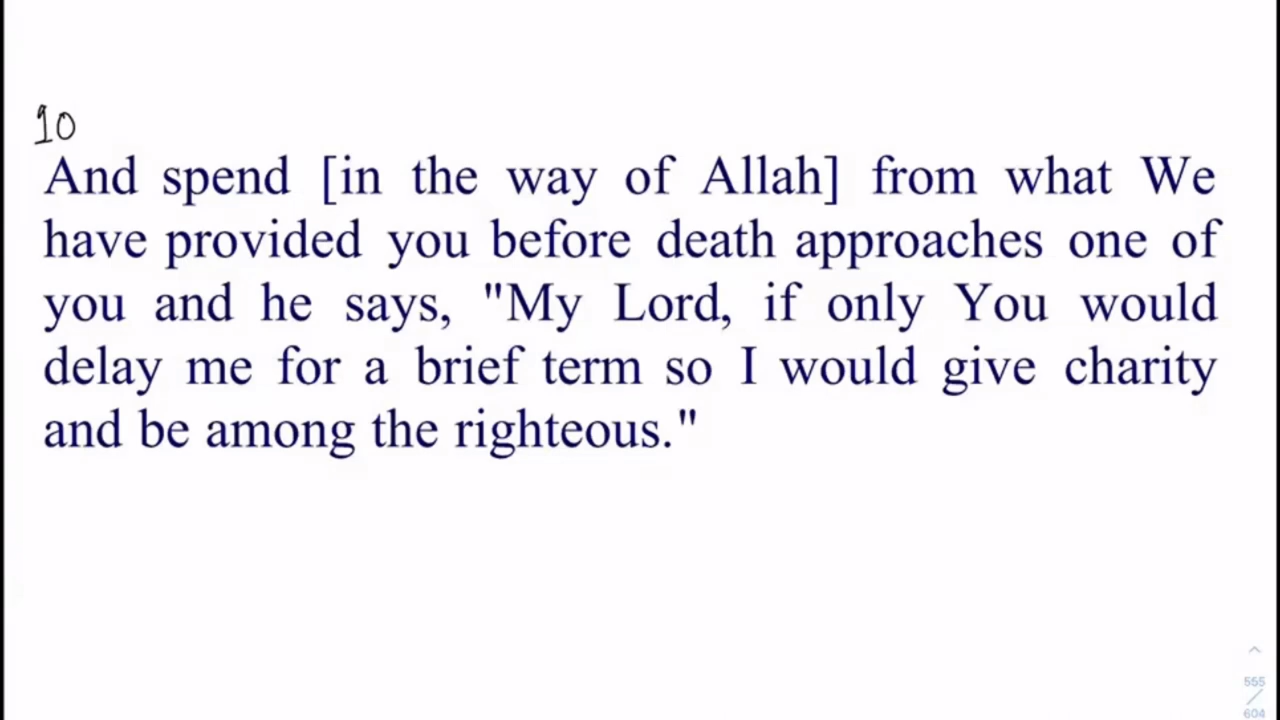 10
And spend [in the way of Allah] from what We
have provided you before death approaches one of
you and he says, "My Lord, if only You would
delay me for a brief term so I would give charity
and be among the righteous."
555
/
604